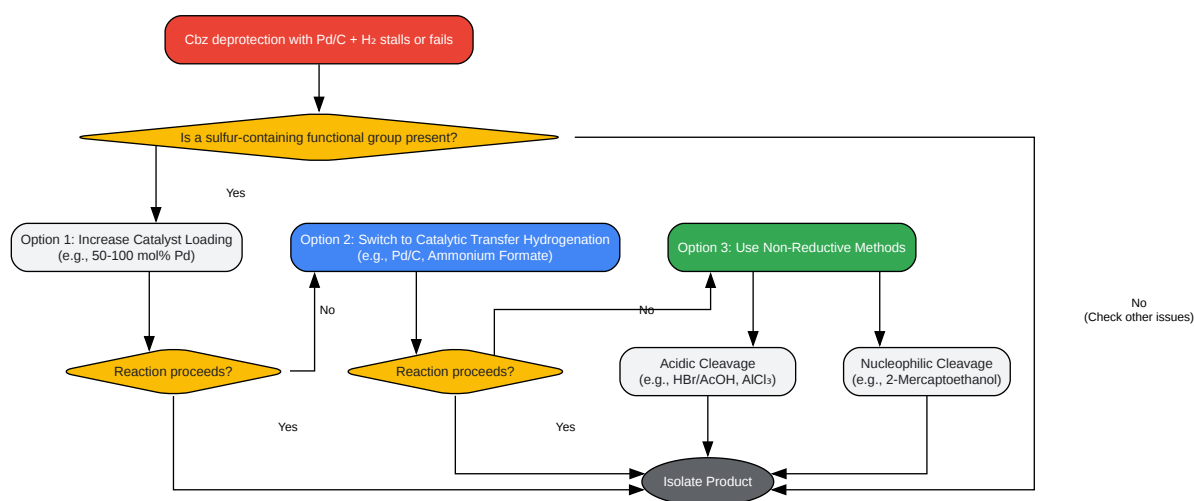 Cbz deprotection with Pd/C + H₂ stalls or fails
Is a sulfur-containing functional group present?
Yes
Option 1: Increase Catalyst Loading
(e.g., 50-100 mol% Pd)
Option 2: Switch to Catalytic Transfer Hydrogenation
(e.g., Pd/C, Ammonium Formate)
Option 3: Use Non-Reductive Methods
No
No
No
(Check other issues)
Reaction proceeds?
Reaction proceeds?
Acidic Cleavage
(e.g., HBr/AcOH, AlCl₃)
Nucleophilic Cleavage
(e.g., 2-Mercaptoethanol)
Yes
Yes
Isolate Product